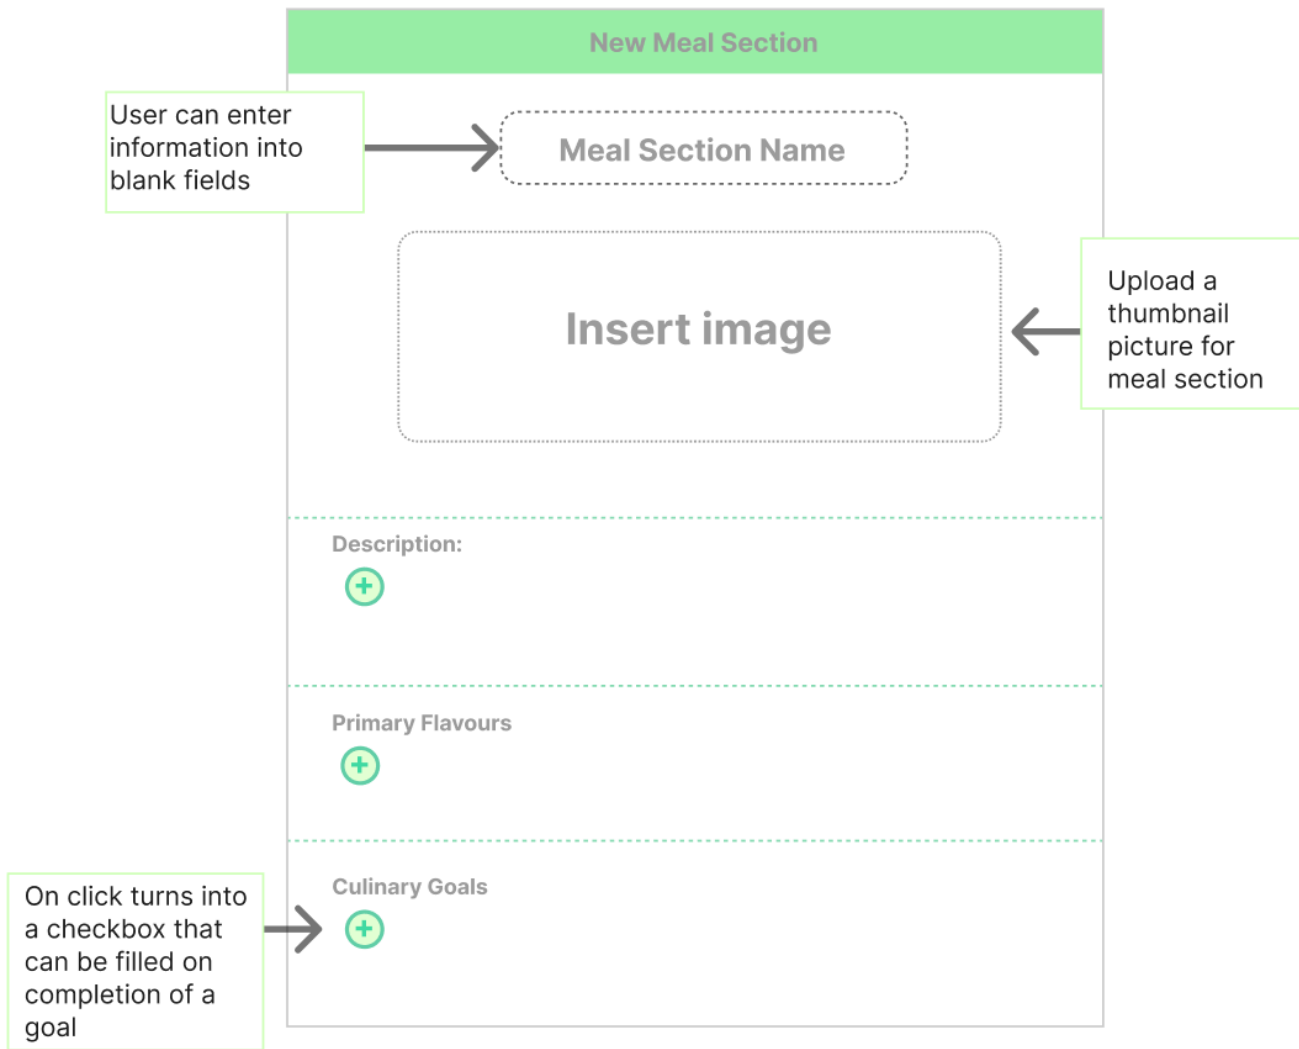 New Meal Section
User can enter
information into
blank fields
Meal Section Name
Insert image
Upload a
thumbnail
picture for
meal section
Description:
+
Primary Flavours
+
Culinary Goals
+
On click turns into
a checkbox that
can be filled on
completion of a
goal